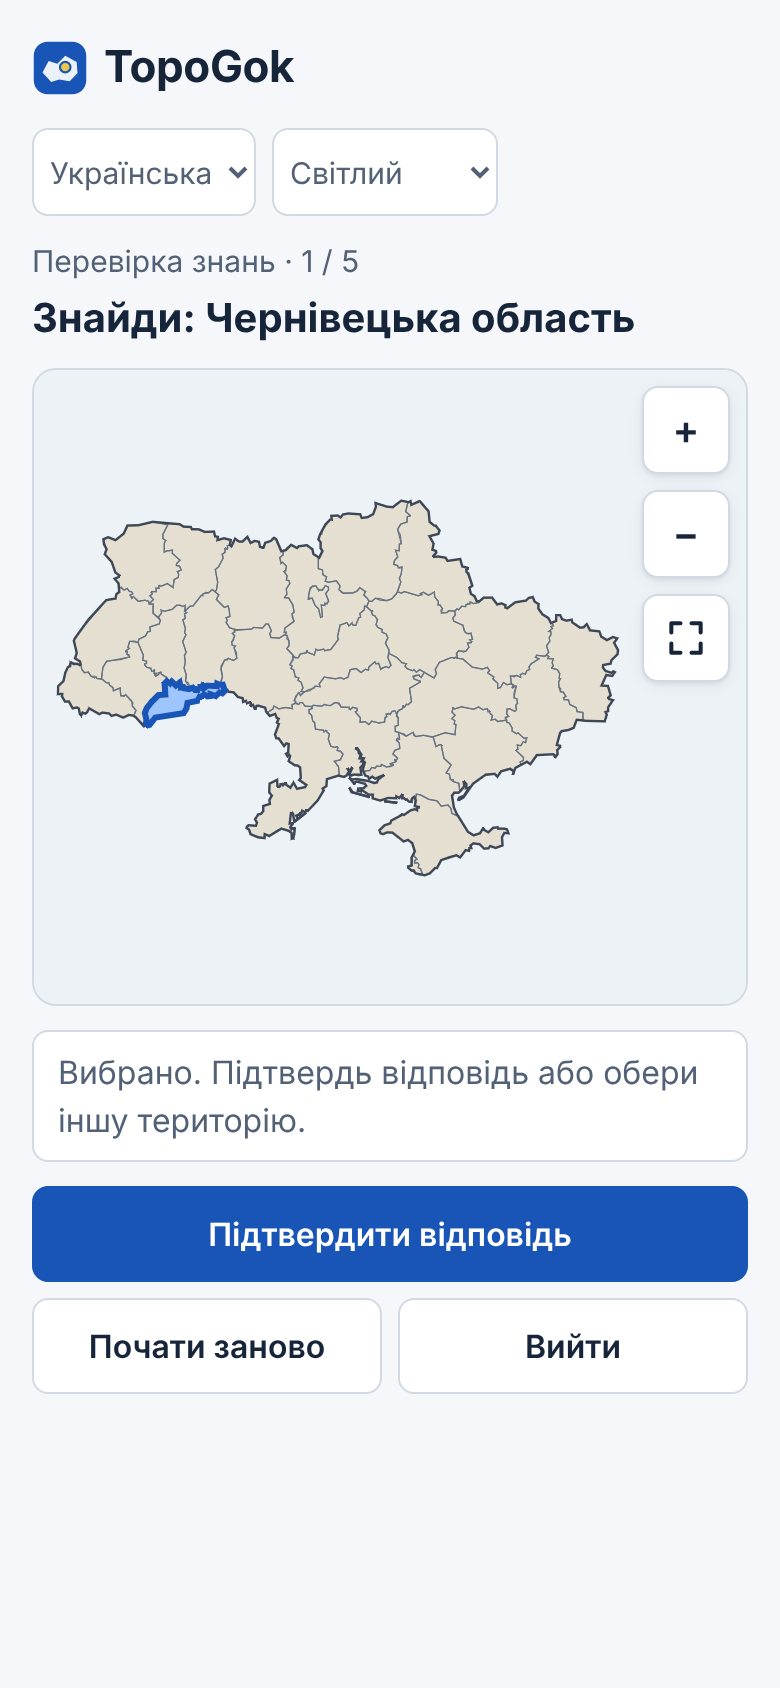 TopoGok
Українська
Світлий
Перевірка знань · 1 / 5
Знайди: Чернівецька область
+
−
Вибрано. Підтвердь відповідь або обери
іншу територію.
Підтвердити відповідь
Почати заново
Вийти